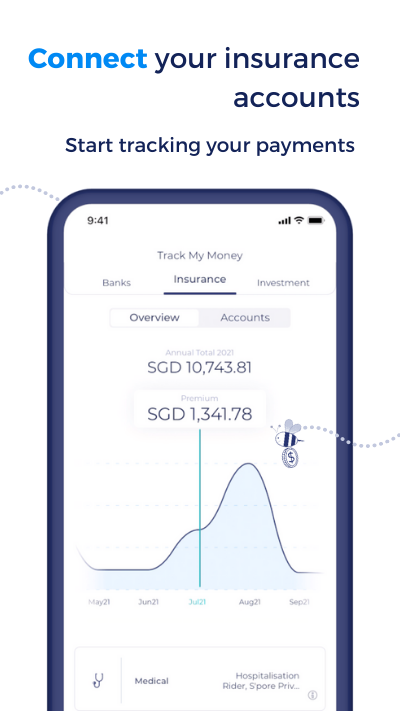 Connect your insurance
accounts
Start tracking your payments
9:41
Track My Money
Banks
Insurance
Investment
Overview
Accounts
Annual Total 2021
SGD 10,743.81
Premium
SGD 1,341.78
$
May21
Jun21
Jul21
Aug21
Sep21
Medical
Hospitalisation
Rider, S'pore Priv...